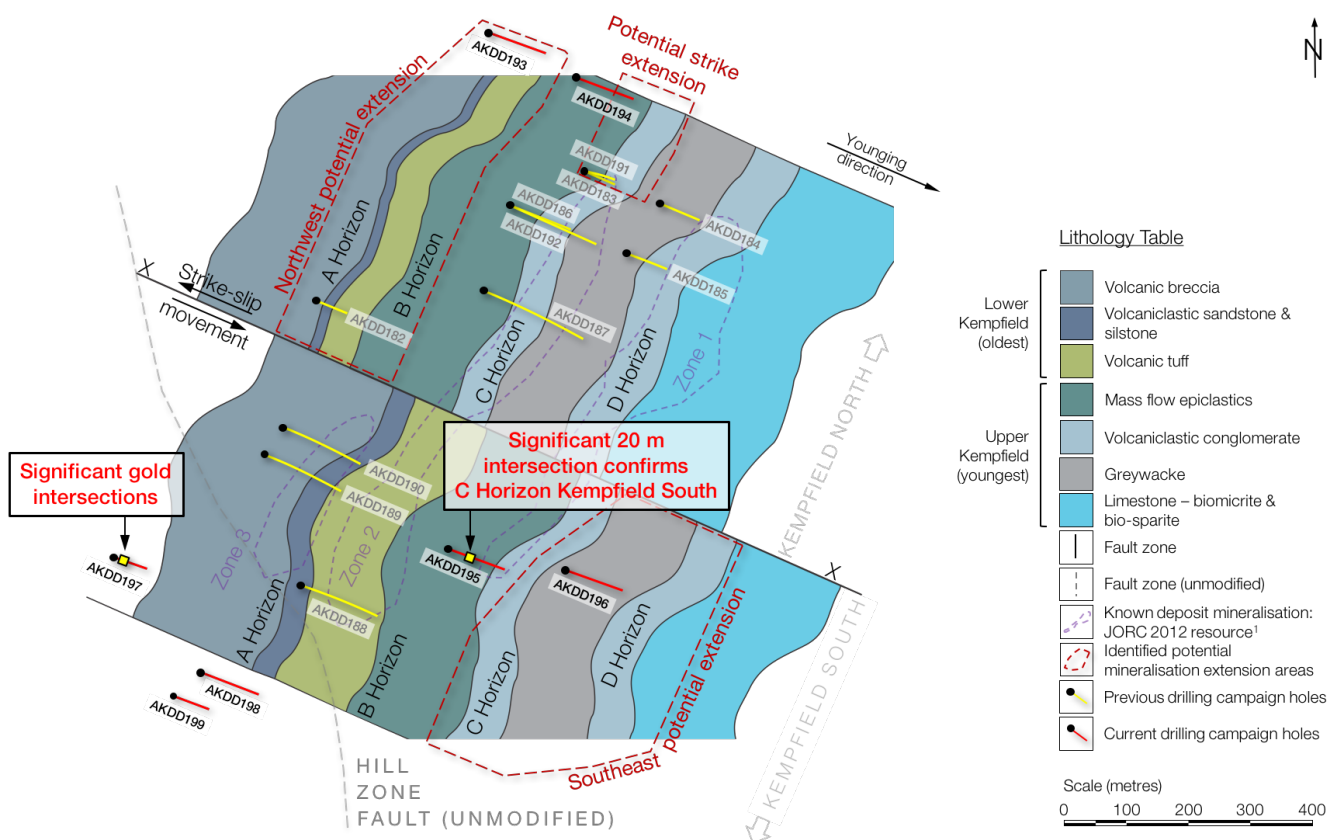 AKDD193
Potential strike
extension
N
Northwest potential extension
AKDD194
Younging
direction
AKDD191
AKDD183
AKDD186
AKDD192
AKDD184
AKDD185
A Horizon
B Horizon
X
Strike-slip
movement
AKDD182
AKDD187
C Horizon
D Horizon
Zone 1
KEMPFIELD NORTH
Significant gold
intersections
Significant 20 m
intersection confirms
C Horizon Kempfield South
AKDD190
AKDD189
Zone 3
Zone 2
AKDD197
AKDD195
AKDD196
X
AKDD188
A Horizon
B Horizon
C Horizon
D Horizon
AKDD198
AKDD199
Southeast potential extension
KEMPFIELD SOUTH
HILL
ZONE
FAULT (UNMODIFIED)
Lithology Table
Lower
Kempfield
(oldest)
Volcanic breccia
Volcaniclastic sandstone &
silstone
Volcanic tuff
Upper
Kempfield
(youngest)
Mass flow epiclastics
Volcaniclastic conglomerate
Greywacke
Limestone – biomicrite &
bio-sparite
Fault zone
Fault zone (unmodified)
Known deposit mineralisation:
JORC 2012 resource¹
Identified potential
mineralisation extension areas
Previous drilling campaign holes
Current drilling campaign holes
Scale (metres)
0 100 200 300 400